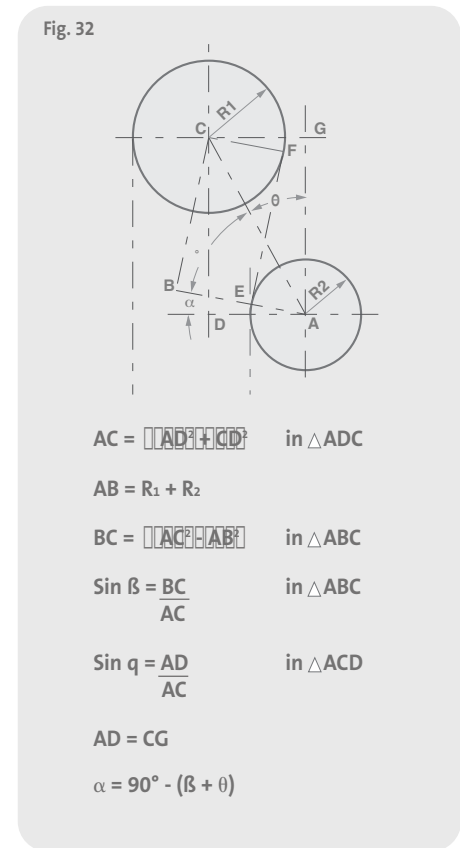 Fig. 32
R1
C
G
F
θ
°
B
E
α
R2
D
A
AC = AD² + CD² in △ADC
AB = R₁ + R₂
BC = AC² - AB² in △ABC
Sin ß = BC
AC
in △ABC
Sin q = AD
AC
in △ACD
AD = CG
α = 90° - (ß + θ)